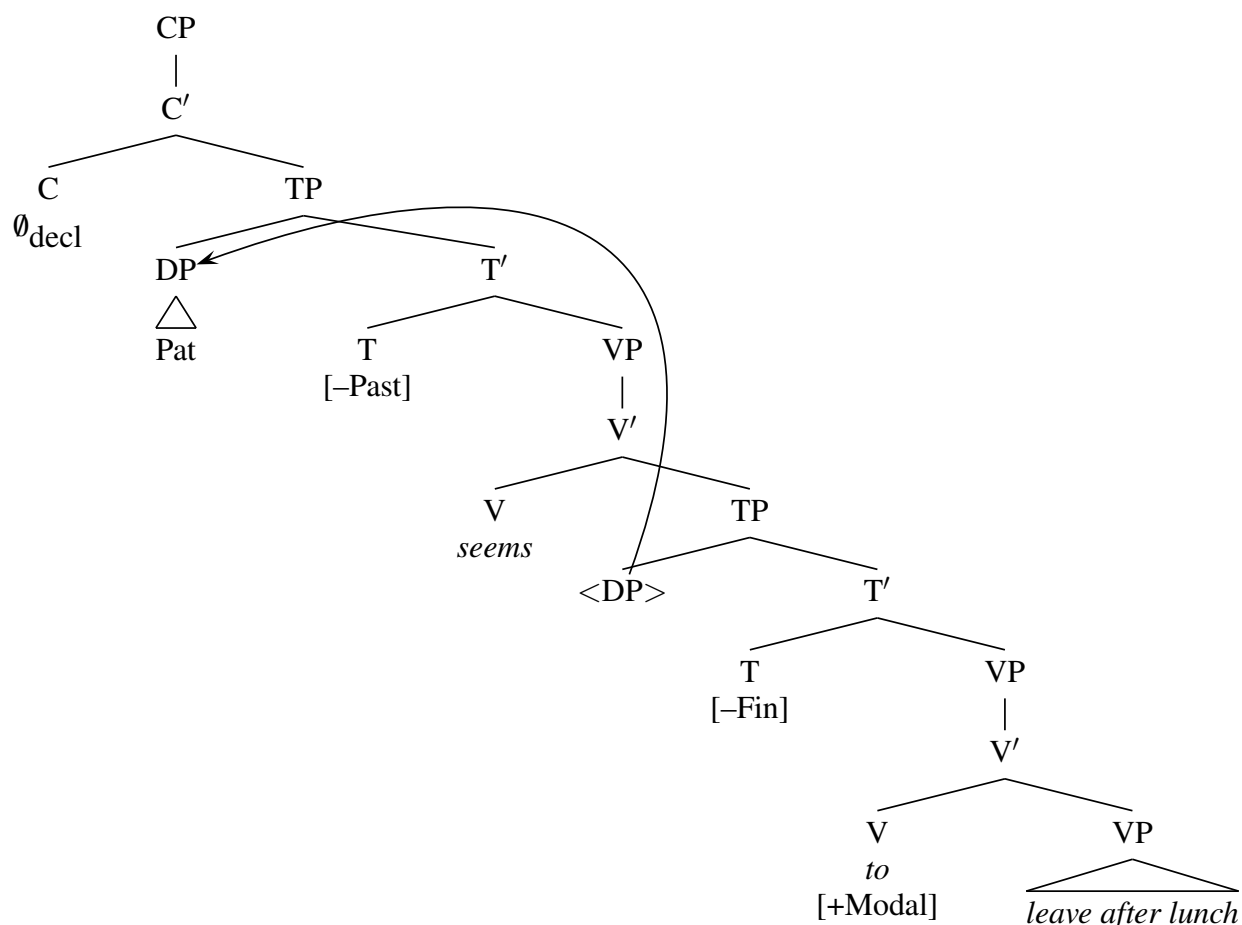 CP
C′
C TP
∅decl
DP T′
Pat T VP
[–Past]
V′
V TP
seems
<DP> T′
T VP
[–Fin]
V′
V VP
to
[+Modal] leave after lunch